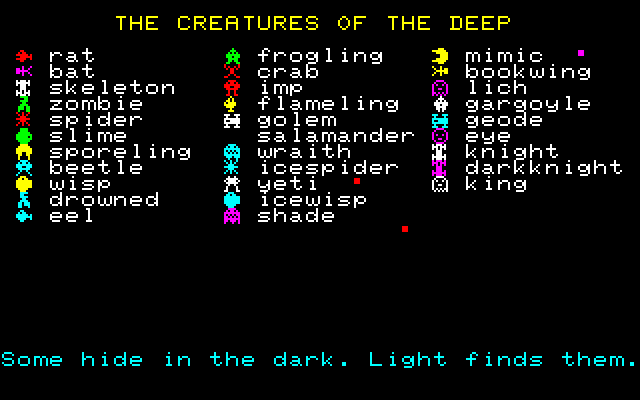 THE CREATURES OF THE DEEP
rat
bat
skeleton
zombie
spider
slime
sporeling
beetle
wisp
drowned
eel
frogling
crab
imp
flameling
golem
salamander
wraith
icespider
yeti
icewisp
shade
mimic
bookwing
lich
gargoyle
geode
eye
knight
darkknight
king
Some hide in the dark. Light finds them.